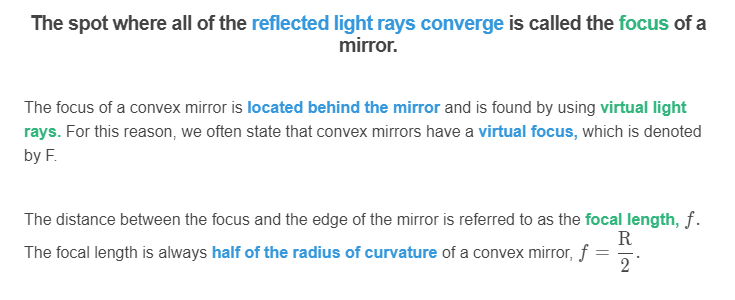 The spot where all of the reflected light rays converge is called the focus of a
mirror.
The focus of a convex mirror is located behind the mirror and is found by using virtual light
rays. For this reason, we often state that convex mirrors have a virtual focus, which is denoted
by F.
The distance between the focus and the edge of the mirror is referred to as the focal length, f.
The focal length is always half of the radius of curvature of a convex mirror, f = R/2.